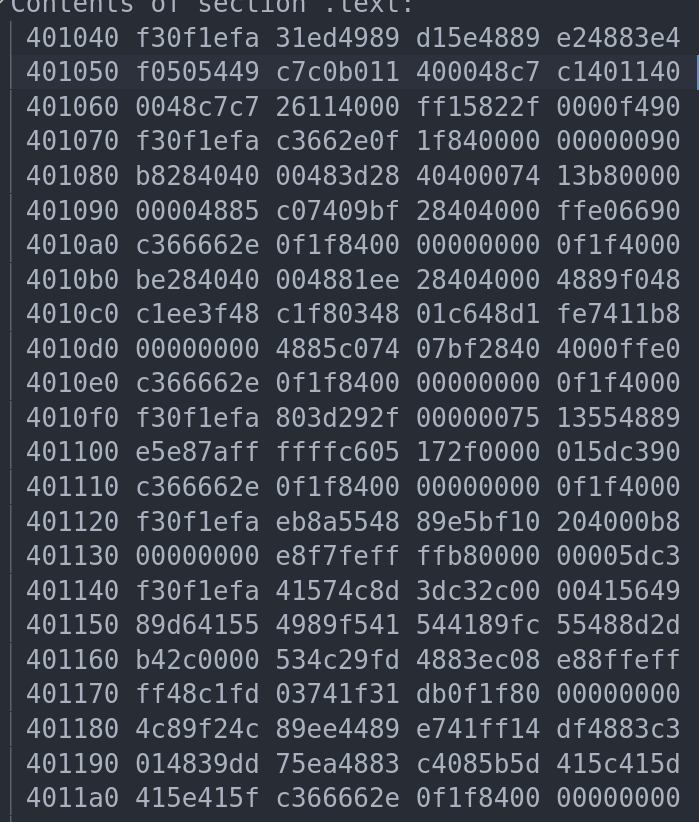 Contents of section .text:
401040 f30f1efa 31ed4989 d15e4889 e24883e4
401050 f0505449 c7c0b011 400048c7 c1401140
401060 0048c7c7 26114000 ff15822f 0000f490
401070 f30f1efa c3662e0f 1f840000 00000090
401080 b8284040 00483d28 40400074 13b80000
401090 00004885 c07409bf 28404000 ffe06690
4010a0 c366662e 0f1f8400 00000000 0f1f4000
4010b0 be284040 004881ee 28404000 4889f048
4010c0 c1ee3f48 c1f80348 01c648d1 fe7411b8
4010d0 00000000 4885c074 07bf2840 4000ffe0
4010e0 c366662e 0f1f8400 00000000 0f1f4000
4010f0 f30f1efa 803d292f 00000075 13554889
401100 e5e87aff ffffc605 172f0000 015dc390
401110 c366662e 0f1f8400 00000000 0f1f4000
401120 f30f1efa eb8a5548 89e5bf10 204000b8
401130 00000000 e8f7feff ffb80000 00005dc3
401140 f30f1efa 41574c8d 3dc32c00 00415649
401150 89d64155 4989f541 544189fc 55488d2d
401160 b42c0000 534c29fd 4883ec08 e88ffeff
401170 ff48c1fd 03741f31 db0f1f80 00000000
401180 4c89f24c 89ee4489 e741ff14 df4883c3
401190 014839dd 75ea4883 c4085b5d 415c415d
4011a0 415e415f c366662e 0f1f8400 00000000